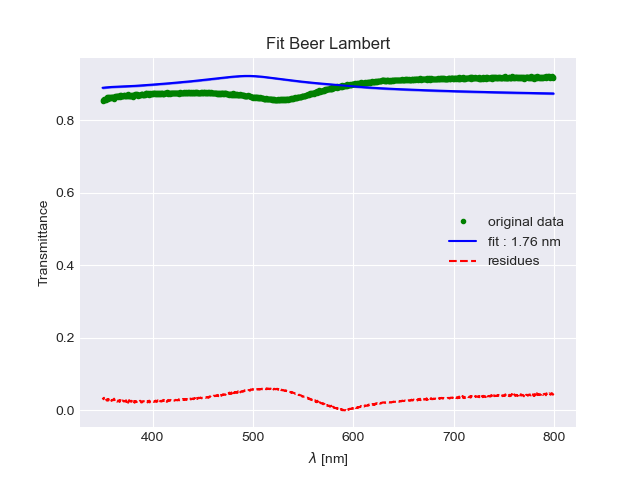 Fit Beer Lambert
Transmittance
0.8
0.6
0.4
0.2
0.0
original data
fit : 1.76 nm
residues
400 500 600 700 800
λ [nm]